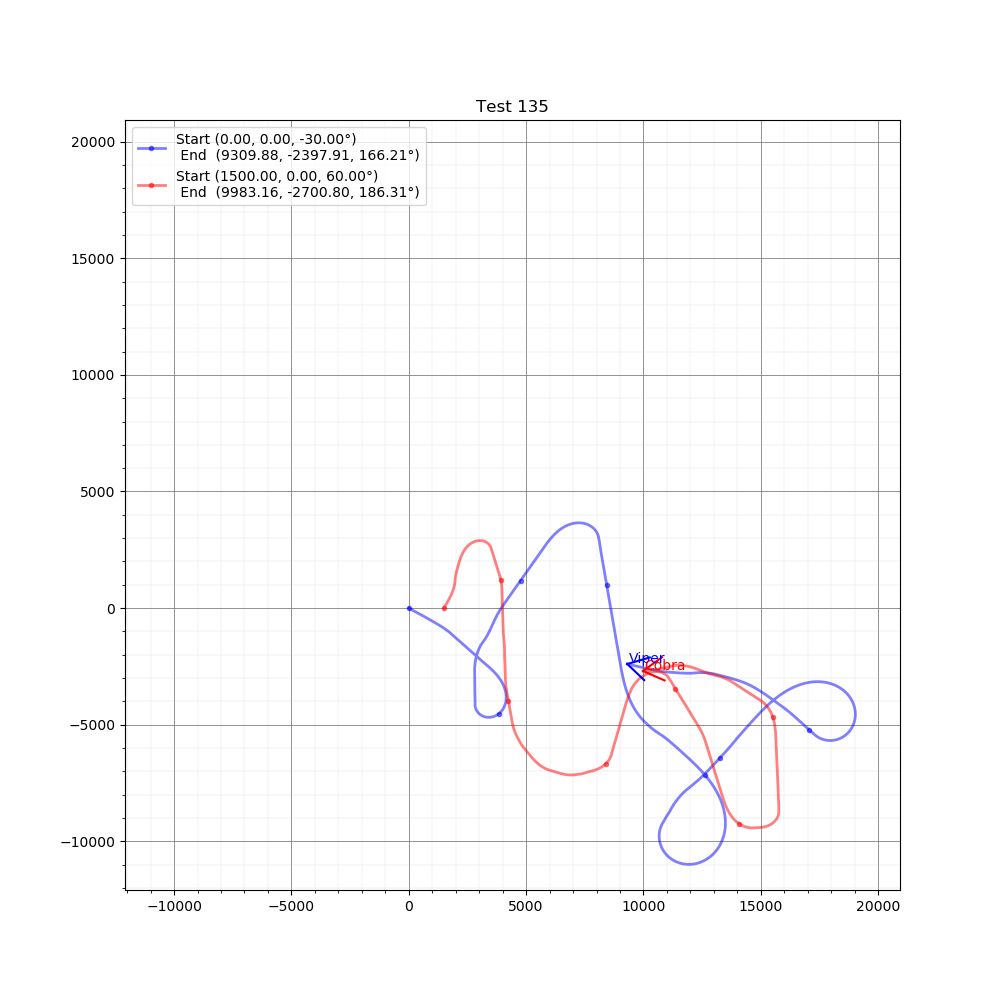 Test 135
Start (0.00, 0.00, -30.00°)
End (9309.88, -2397.91, 166.21°)
Start (1500.00, 0.00, 60.00°)
End (9983.16, -2700.80, 186.31°)
20000
15000
10000
5000
0
−5000
−10000
Viper
Cobra
−10000
−5000
0
5000
10000
15000
20000